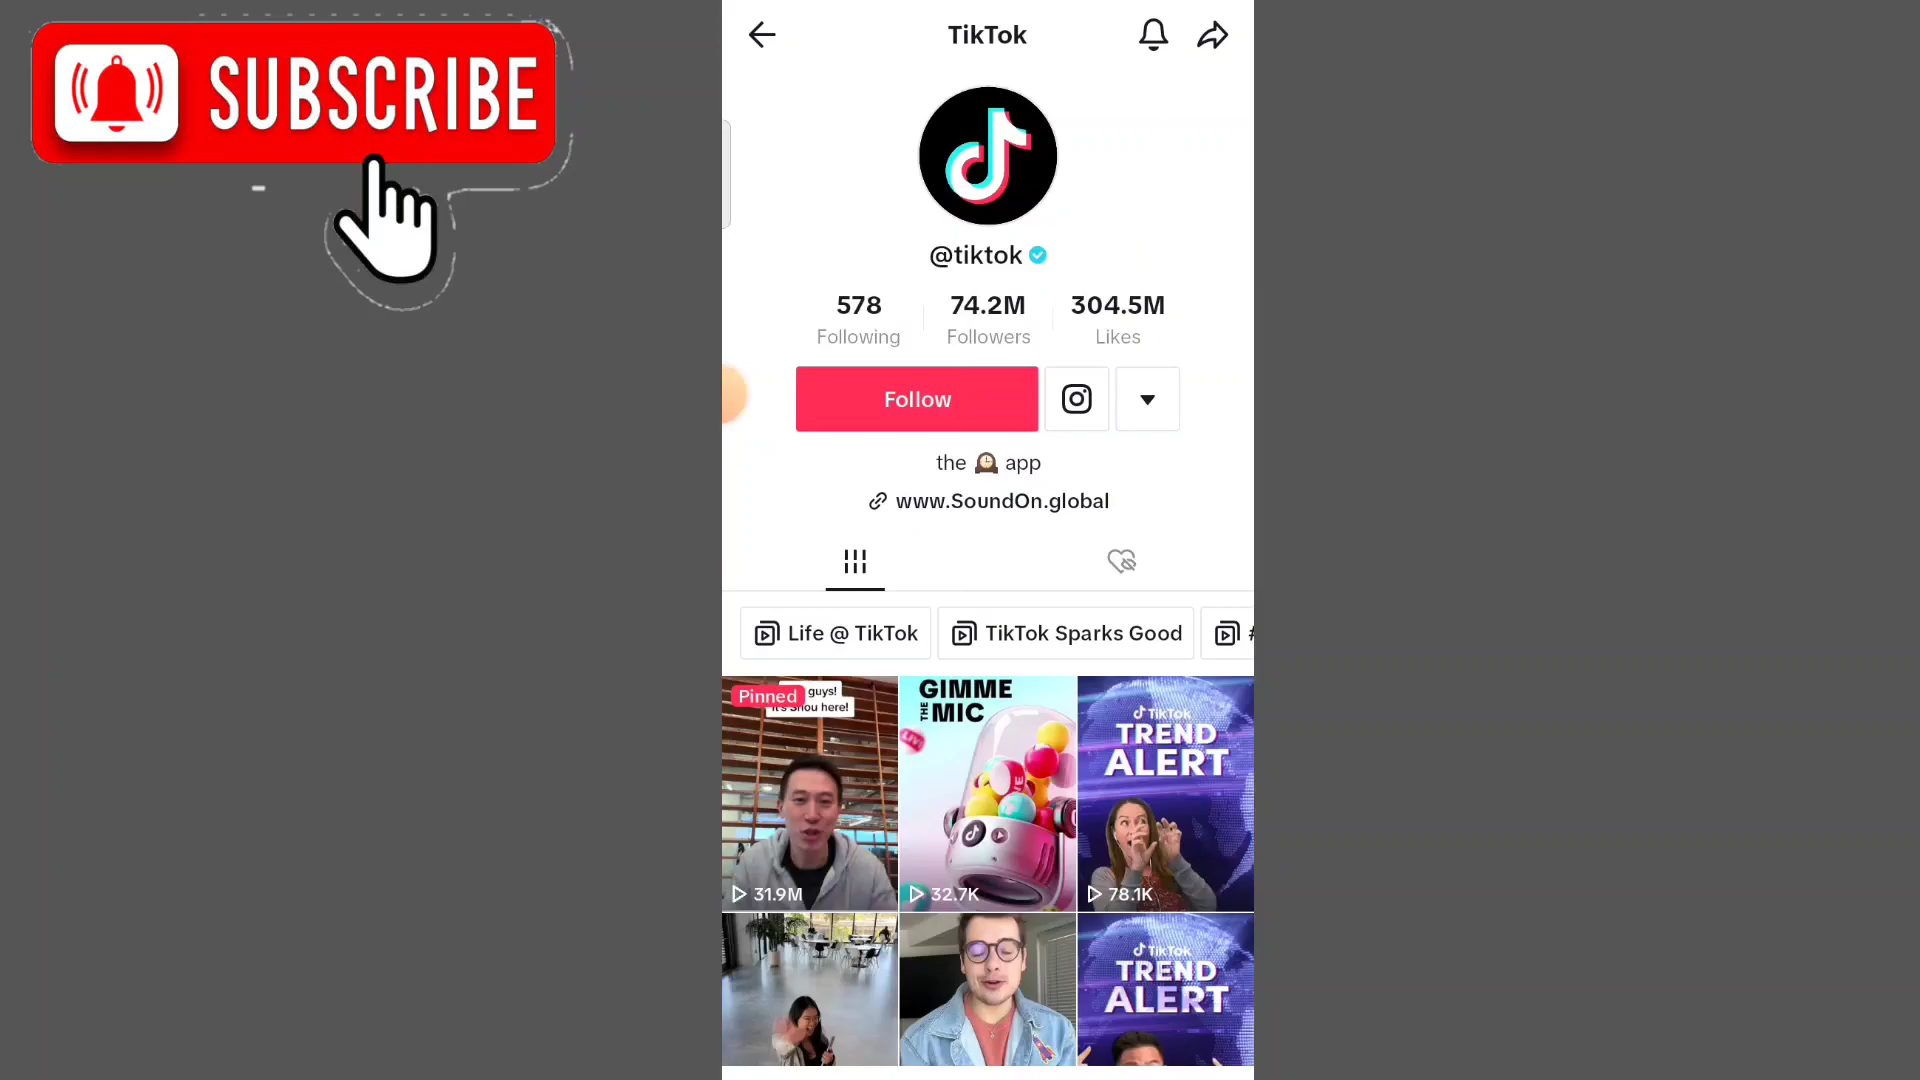 SUBSCRIBE
TikTok
@tiktok
578 74.2M 304.5M
Following Followers Likes
Follow
the app
www.SoundOn.global
Life @ TikTok TikTok Sparks Good #
Pinned guys!
it's Shou here!
GIMME
THE MIC
LIVE
TikTok
TREND
ALERT
31.9M 32.7K 78.1K
TikTok
TREND
ALERT